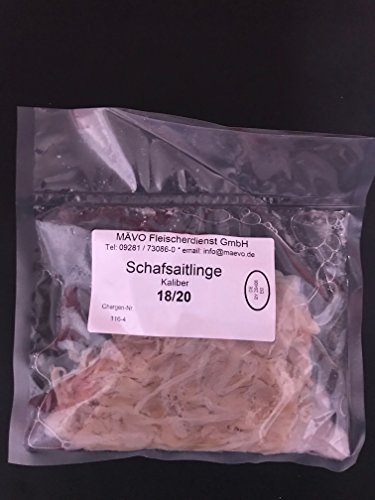 MÄVO Fleischerdienst GmbH
Tel: 09281 / 73086-0 * email: info@maevo.de
Schafsaitlinge
Kaliber
18/20
Chargen-Nr.
116-4